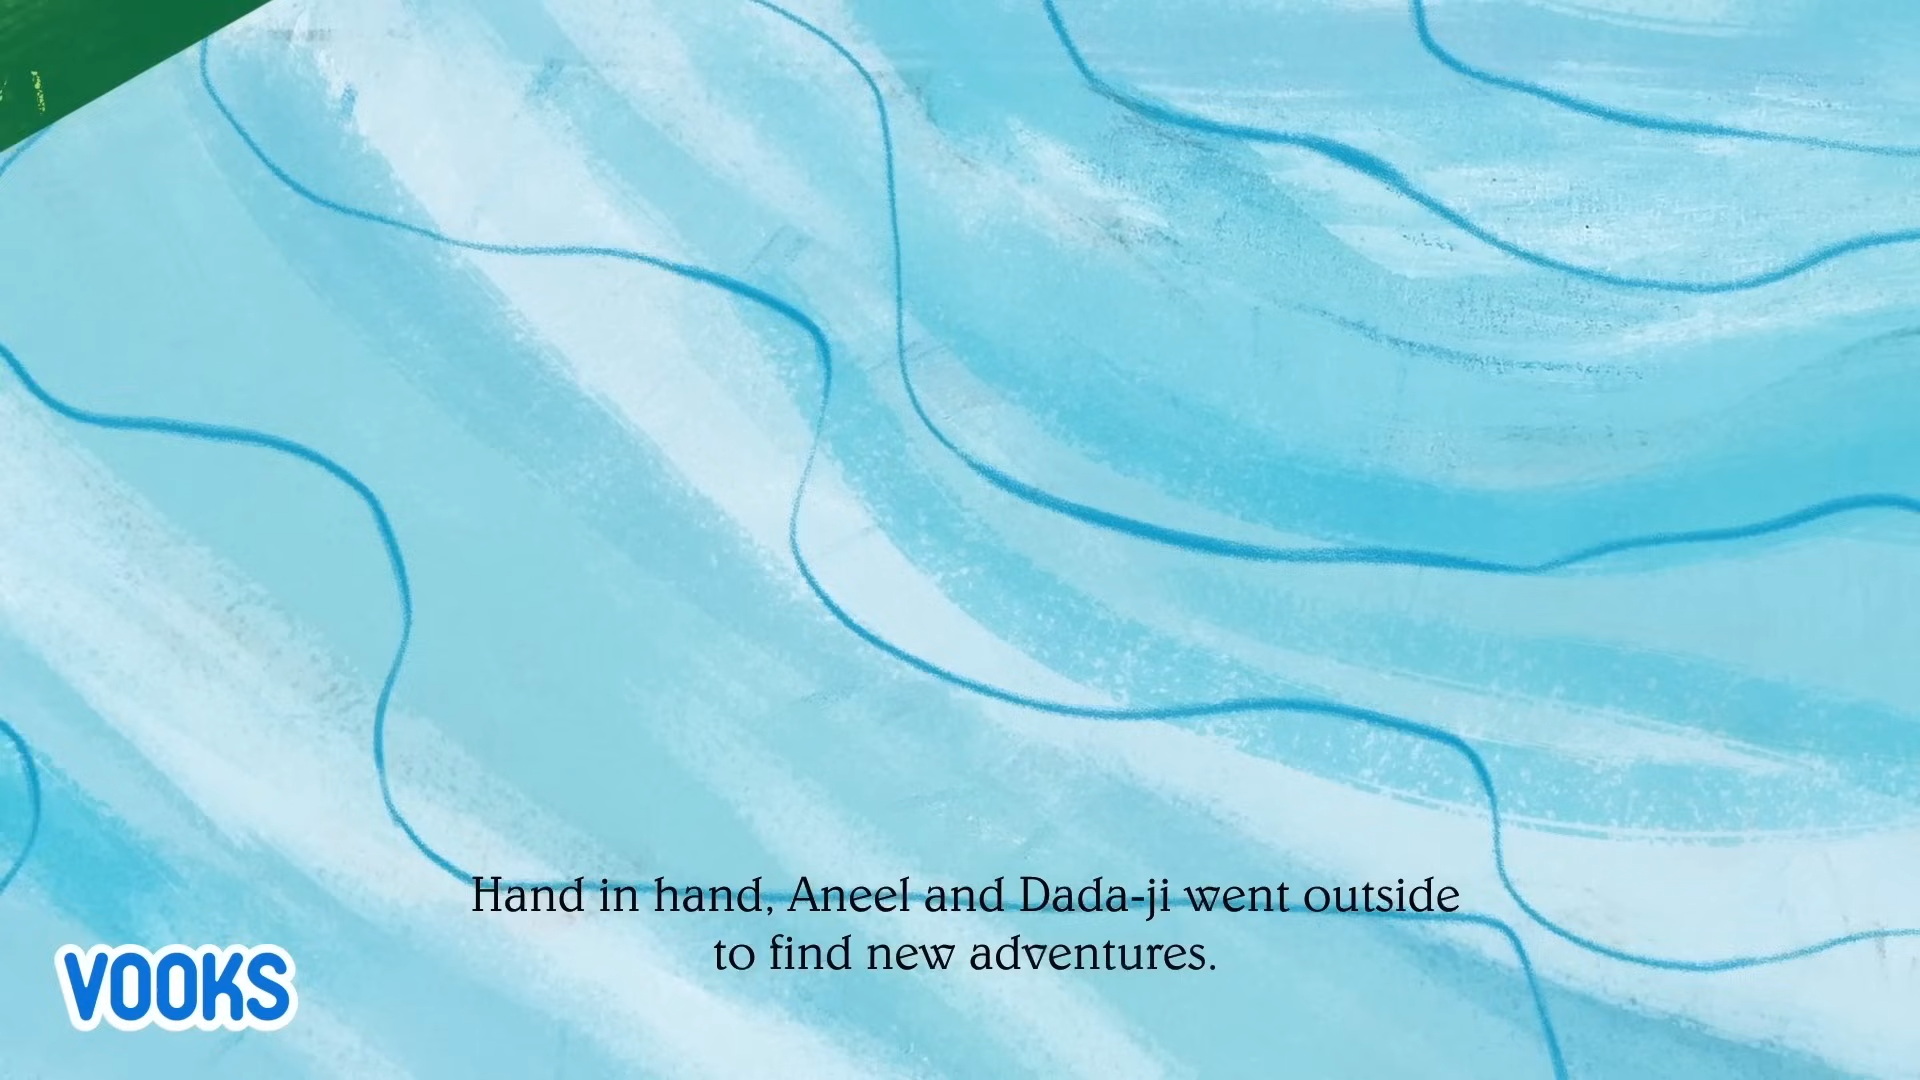 Hand in hand, Aneel and Dada-ji went outside
to find new adventures.
VOOKS